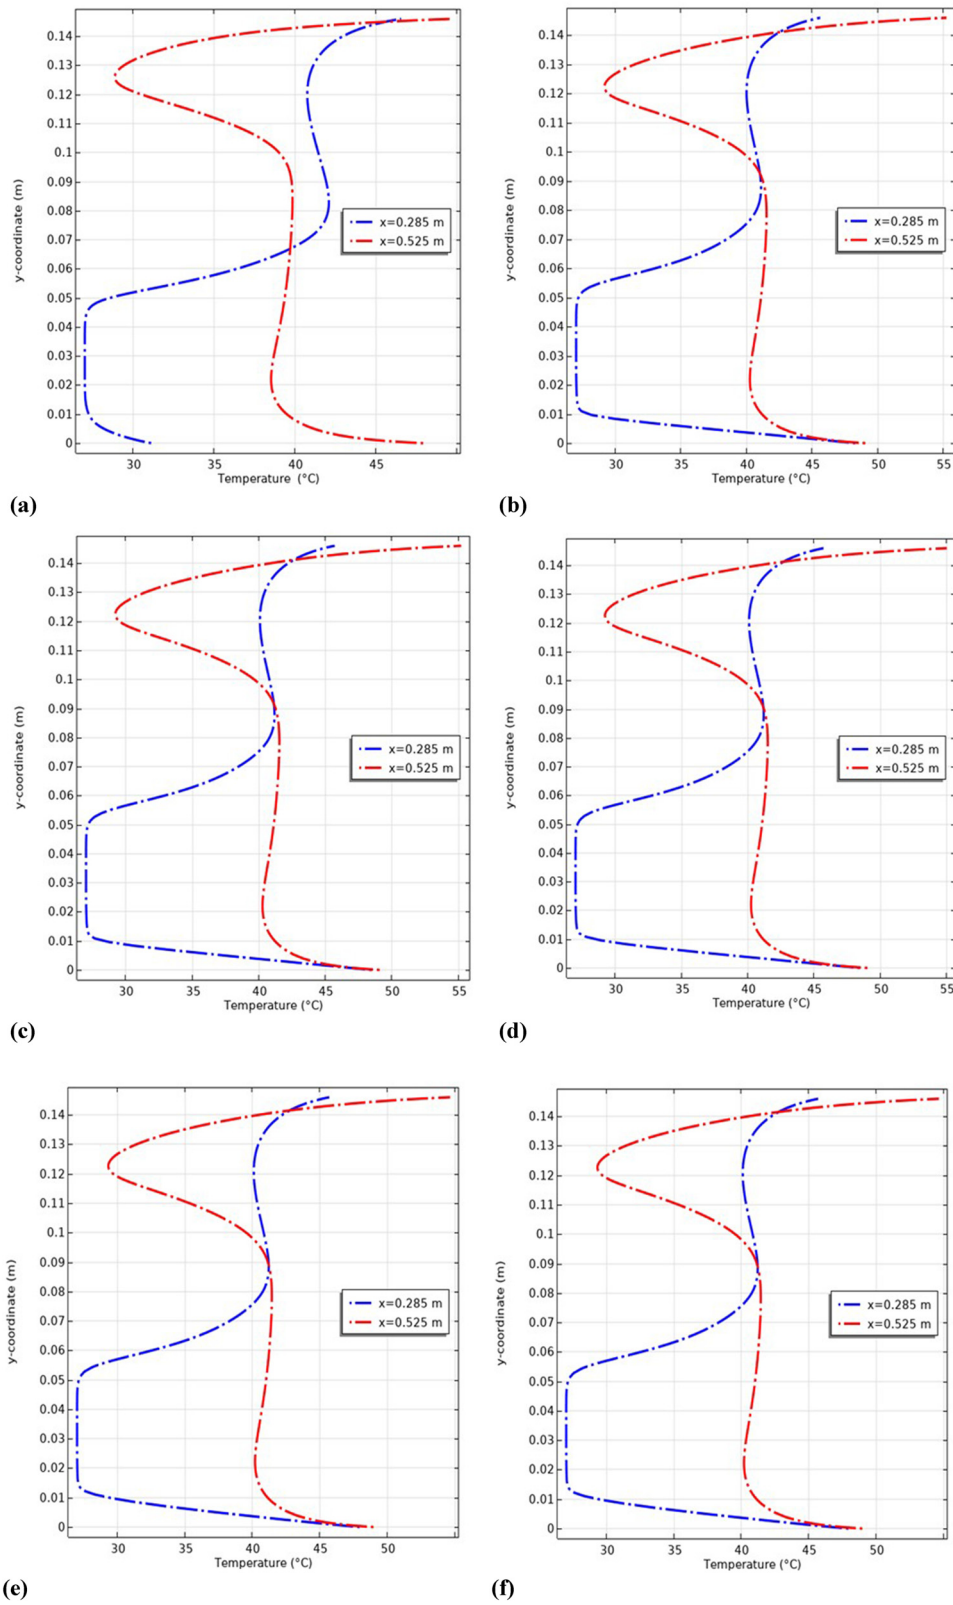 0.14
0.13
0.12
0.11
0.1
0.09
0.08
0.07
0.06
0.05
0.04
0.03
0.02
0.01
0
y-coordinate (m)
x=0.285 m
x=0.525 m
30 35 40 45
Temperature (°C)
(a)
0.14
0.13
0.12
0.11
0.1
0.09
0.08
0.07
0.06
0.05
0.04
0.03
0.02
0.01
0
y-coordinate (m)
x=0.285 m
x=0.525 m
30 35 40 45 50 55
Temperature (°C)
(b)
0.14
0.13
0.12
0.11
0.1
0.09
0.08
0.07
0.06
0.05
0.04
0.03
0.02
0.01
0
y-coordinate (m)
x=0.285 m
x=0.525 m
30 35 40 45 50 55
Temperature (°C)
(c)
0.14
0.13
0.12
0.11
0.1
0.09
0.08
0.07
0.06
0.05
0.04
0.03
0.02
0.01
0
y-coordinate (m)
x=0.285 m
x=0.525 m
30 35 40 45 50 55
Temperature (°C)
(d)
0.14
0.13
0.12
0.11
0.1
0.09
0.08
0.07
0.06
0.05
0.04
0.03
0.02
0.01
0
y-coordinate (m)
x=0.285 m
x=0.525 m
30 35 40 45 50
Temperature (°C)
(e)
0.14
0.13
0.12
0.11
0.1
0.09
0.08
0.07
0.06
0.05
0.04
0.03
0.02
0.01
0
y-coordinate (m)
x=0.285 m
x=0.525 m
30 35 40 45 50
Temperature (°C)
(f)